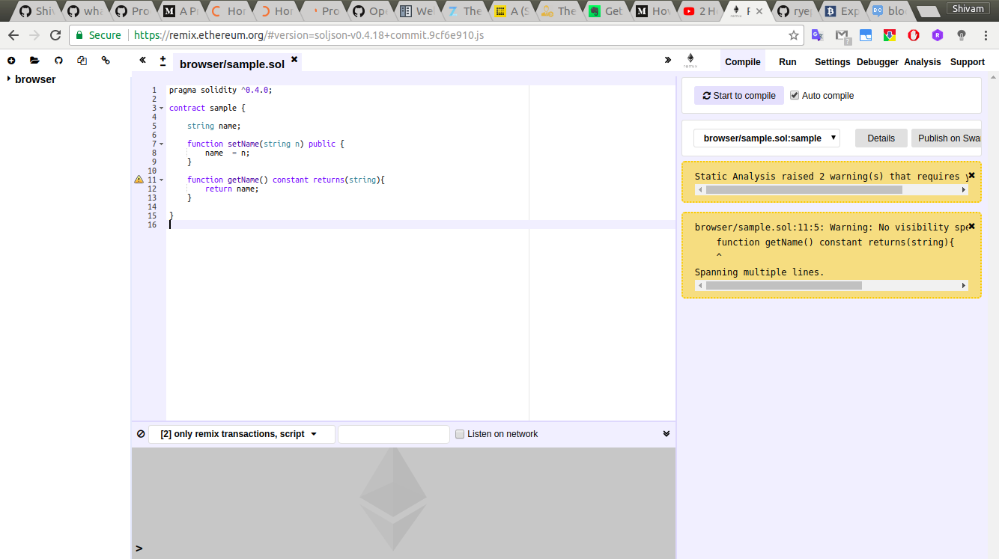 Shiv
wha
Pro
A P
Hor
Hor
Pro
Ope
Wel
The
A (S
The
Get
Hov
2 H
F
rye
Exp
blo
Shivam
Secure
https://remix.ethereum.org/#version=soljson-v0.4.18+commit.9cf6e910.js
browser/sample.sol
remix
Compile
Run
Settings
Debugger
Analysis
Support
browser
1 pragma solidity ^0.4.0;
2
3 contract sample {
4
5 string name;
6
7 function setName(string n) public {
8 name = n;
9 }
10
11 function getName() constant returns(string){
12 return name;
13 }
14
15 }
16
Start to compile
Auto compile
browser/sample.sol:sample
Details
Publish on Swa
Static Analysis raised 2 warning(s) that requires y
browser/sample.sol:11:5: Warning: No visibility spe
function getName() constant returns(string){
^
Spanning multiple lines.
[2] only remix transactions, script
Listen on network
>